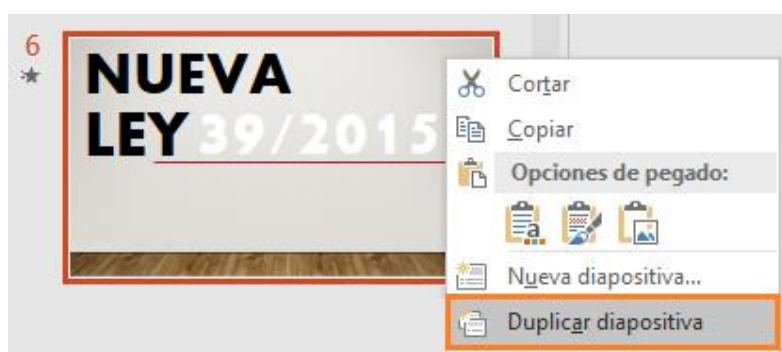 6
NUEVA
LEY 39/2015
Cortar
Copiar
Opciones de pegado:
a
Nueva diapositiva...
Duplicar diapositiva